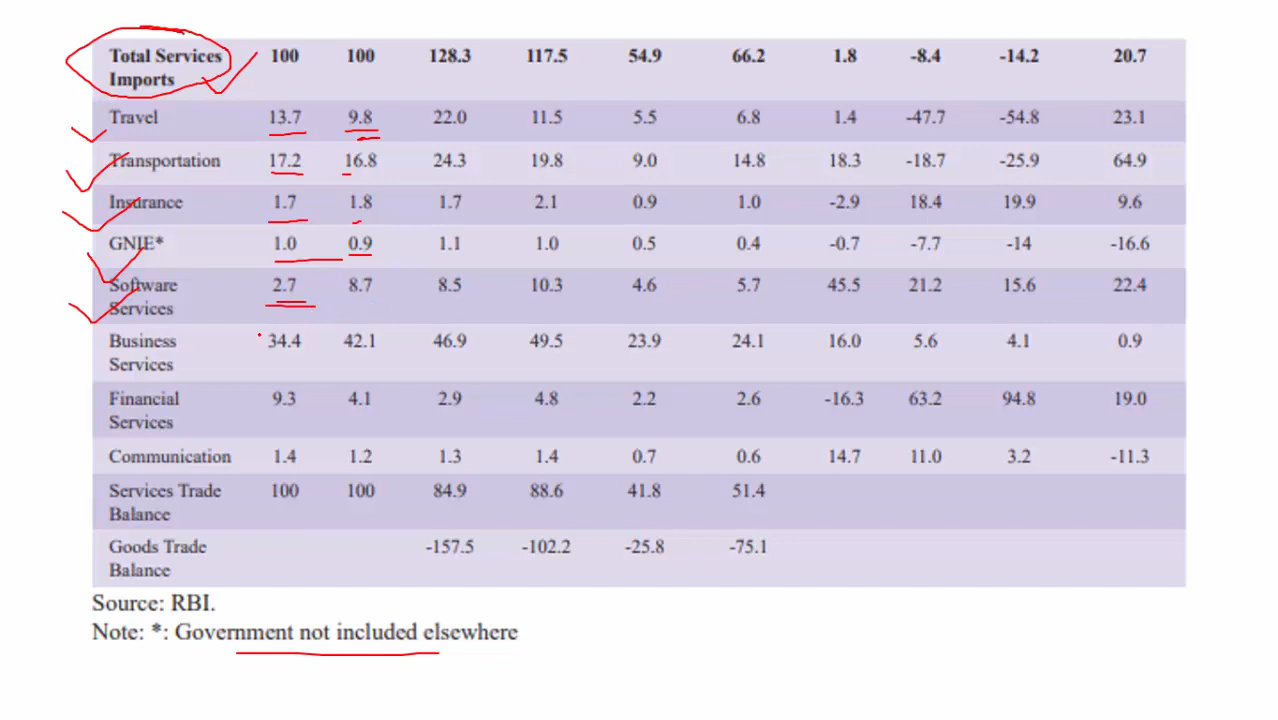 Total Services Imports 100 100 128.3 117.5 54.9 66.2 1.8 -8.4 -14.2 20.7
Travel 13.7 9.8 22.0 11.5 5.5 6.8 1.4 -47.7 -54.8 23.1
Transportation 17.2 16.8 24.3 19.8 9.0 14.8 18.3 -18.7 -25.9 64.9
Insurance 1.7 1.8 1.7 2.1 0.9 1.0 -2.9 18.4 19.9 9.6
GNIE* 1.0 0.9 1.1 1.0 0.5 0.4 -0.7 -7.7 -14 -16.6
Software Services 2.7 8.7 8.5 10.3 4.6 5.7 45.5 21.2 15.6 22.4
Business Services 34.4 42.1 46.9 49.5 23.9 24.1 16.0 5.6 4.1 0.9
Financial Services 9.3 4.1 2.9 4.8 2.2 2.6 -16.3 63.2 94.8 19.0
Communication 1.4 1.2 1.3 1.4 0.7 0.6 14.7 11.0 3.2 -11.3
Services Trade Balance 100 100 84.9 88.6 41.8 51.4
Goods Trade Balance -157.5 -102.2 -25.8 -75.1
Source: RBI.
Note: *: Government not included elsewhere